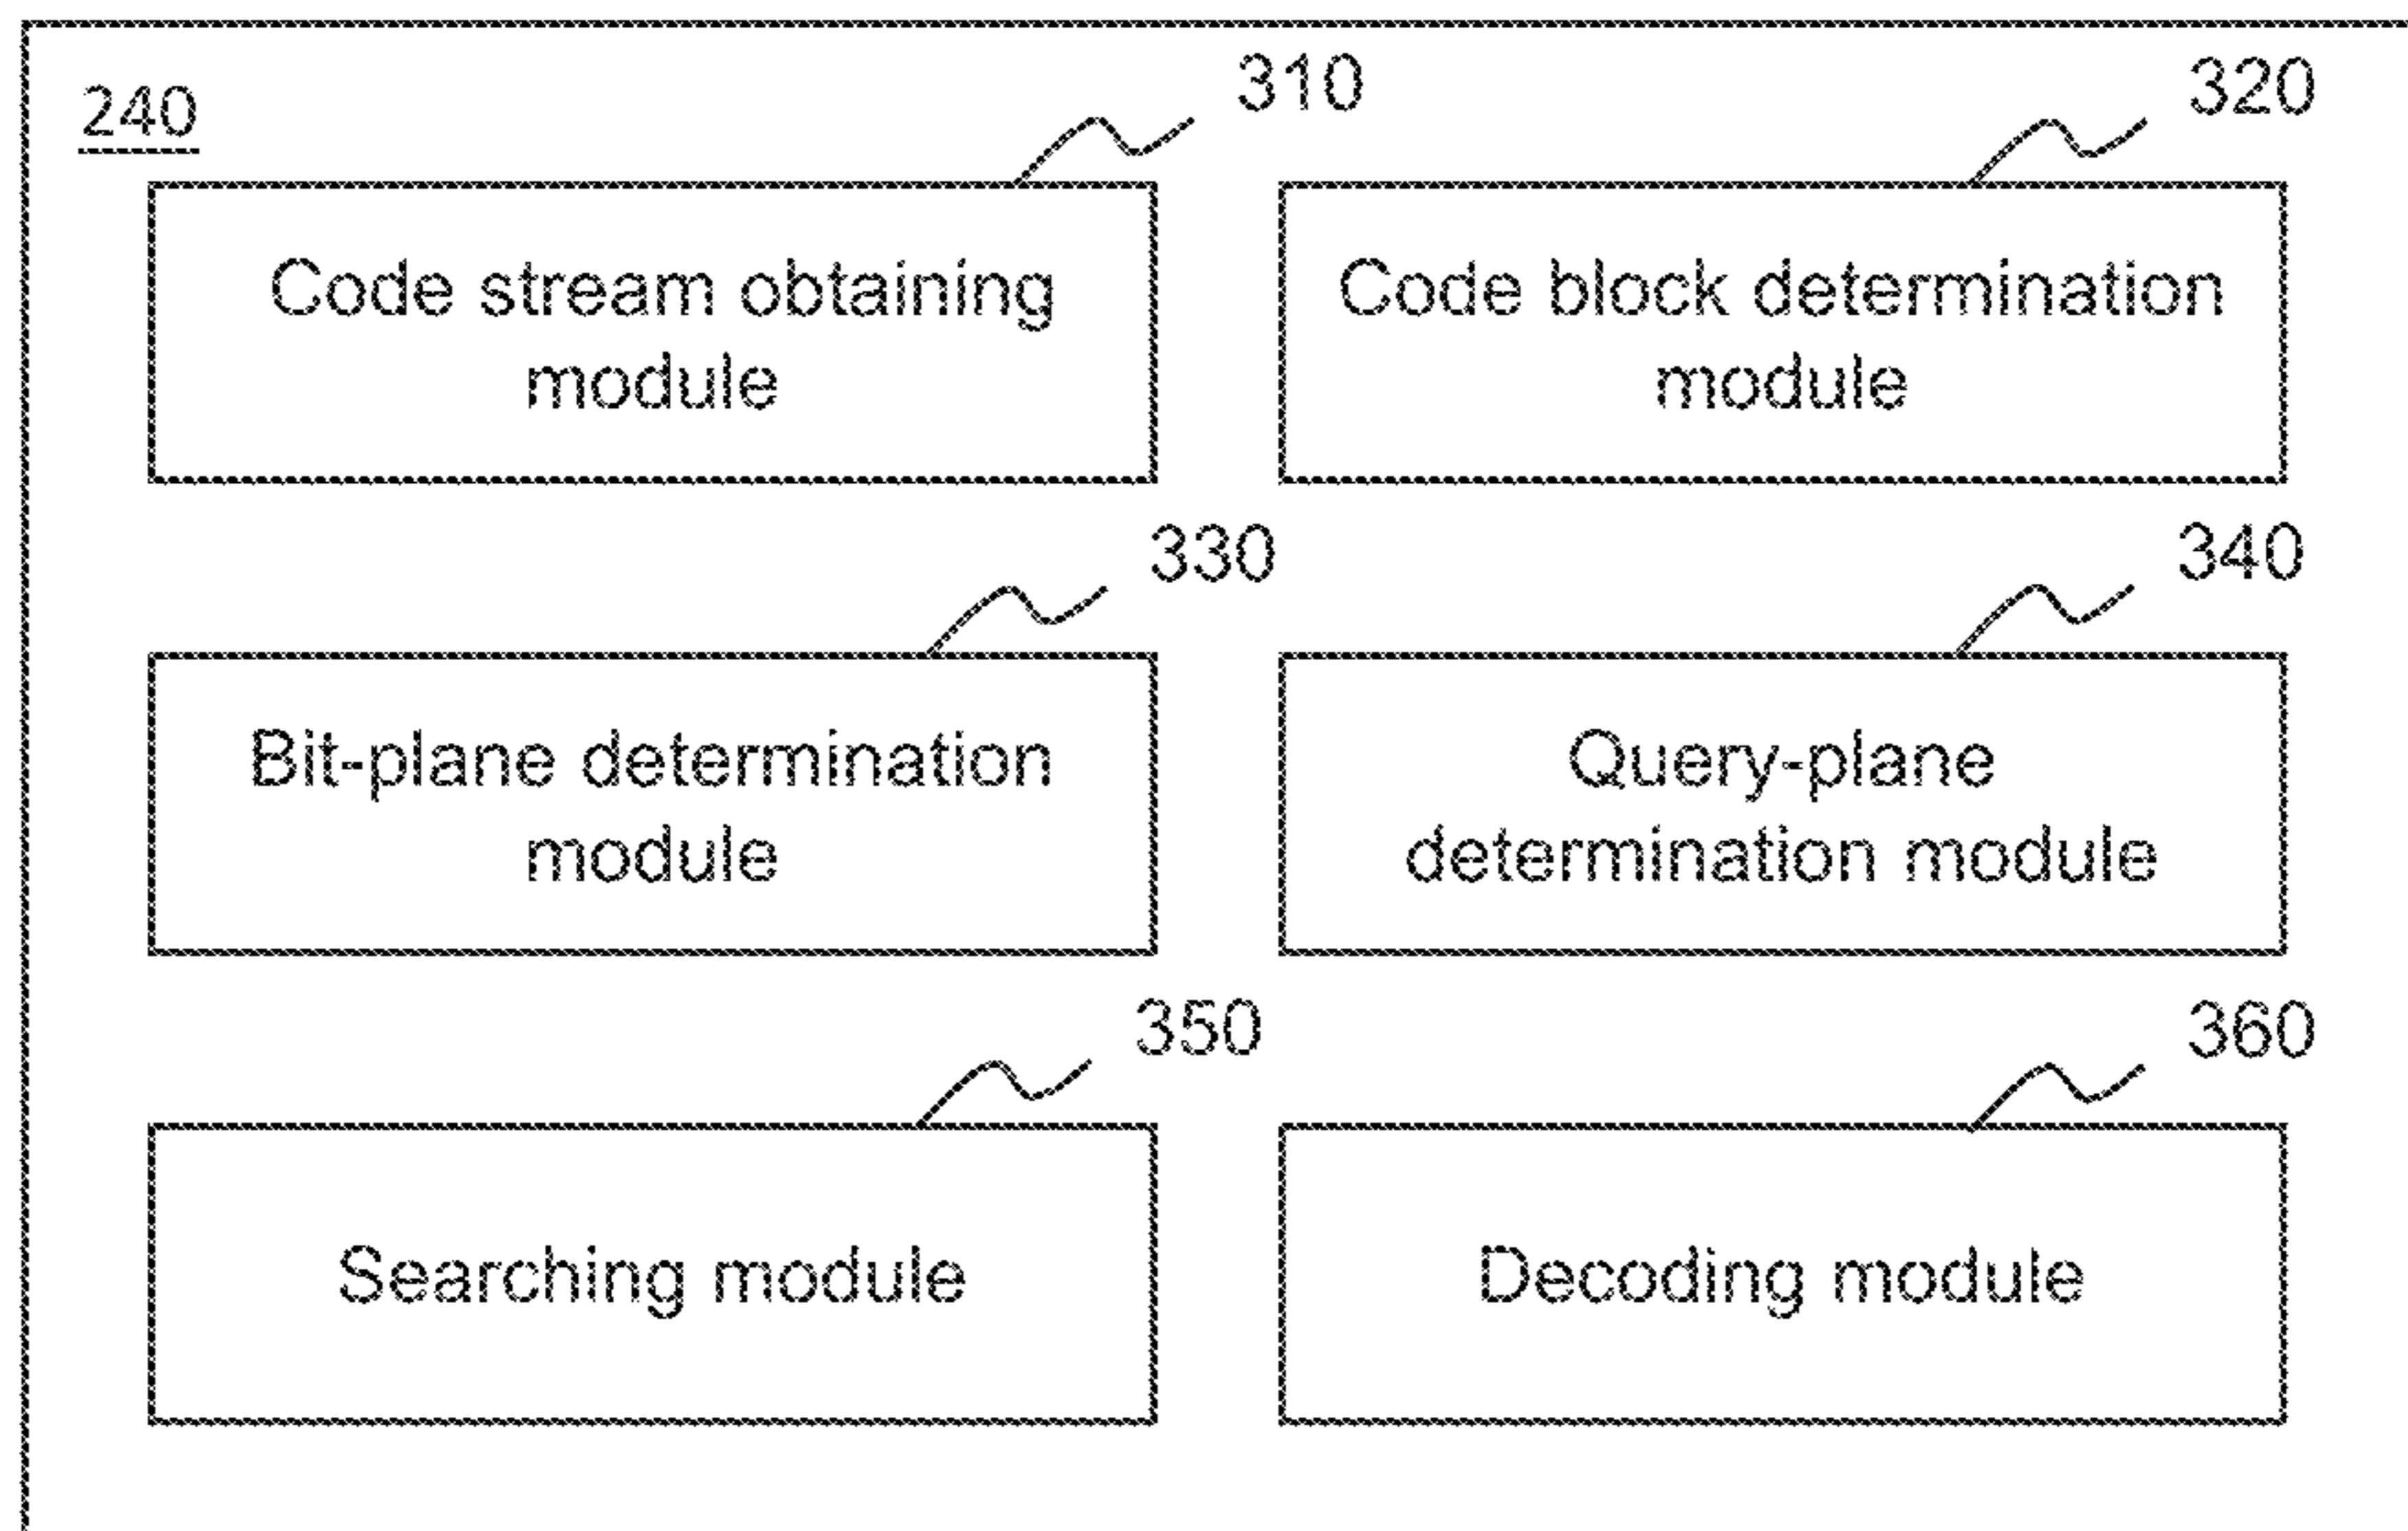 240
310
320
Code stream obtaining
module
Code block determination
module
330
340
Bit-plane determination
module
Query-plane
determination module
350
360
Searching module
Decoding module